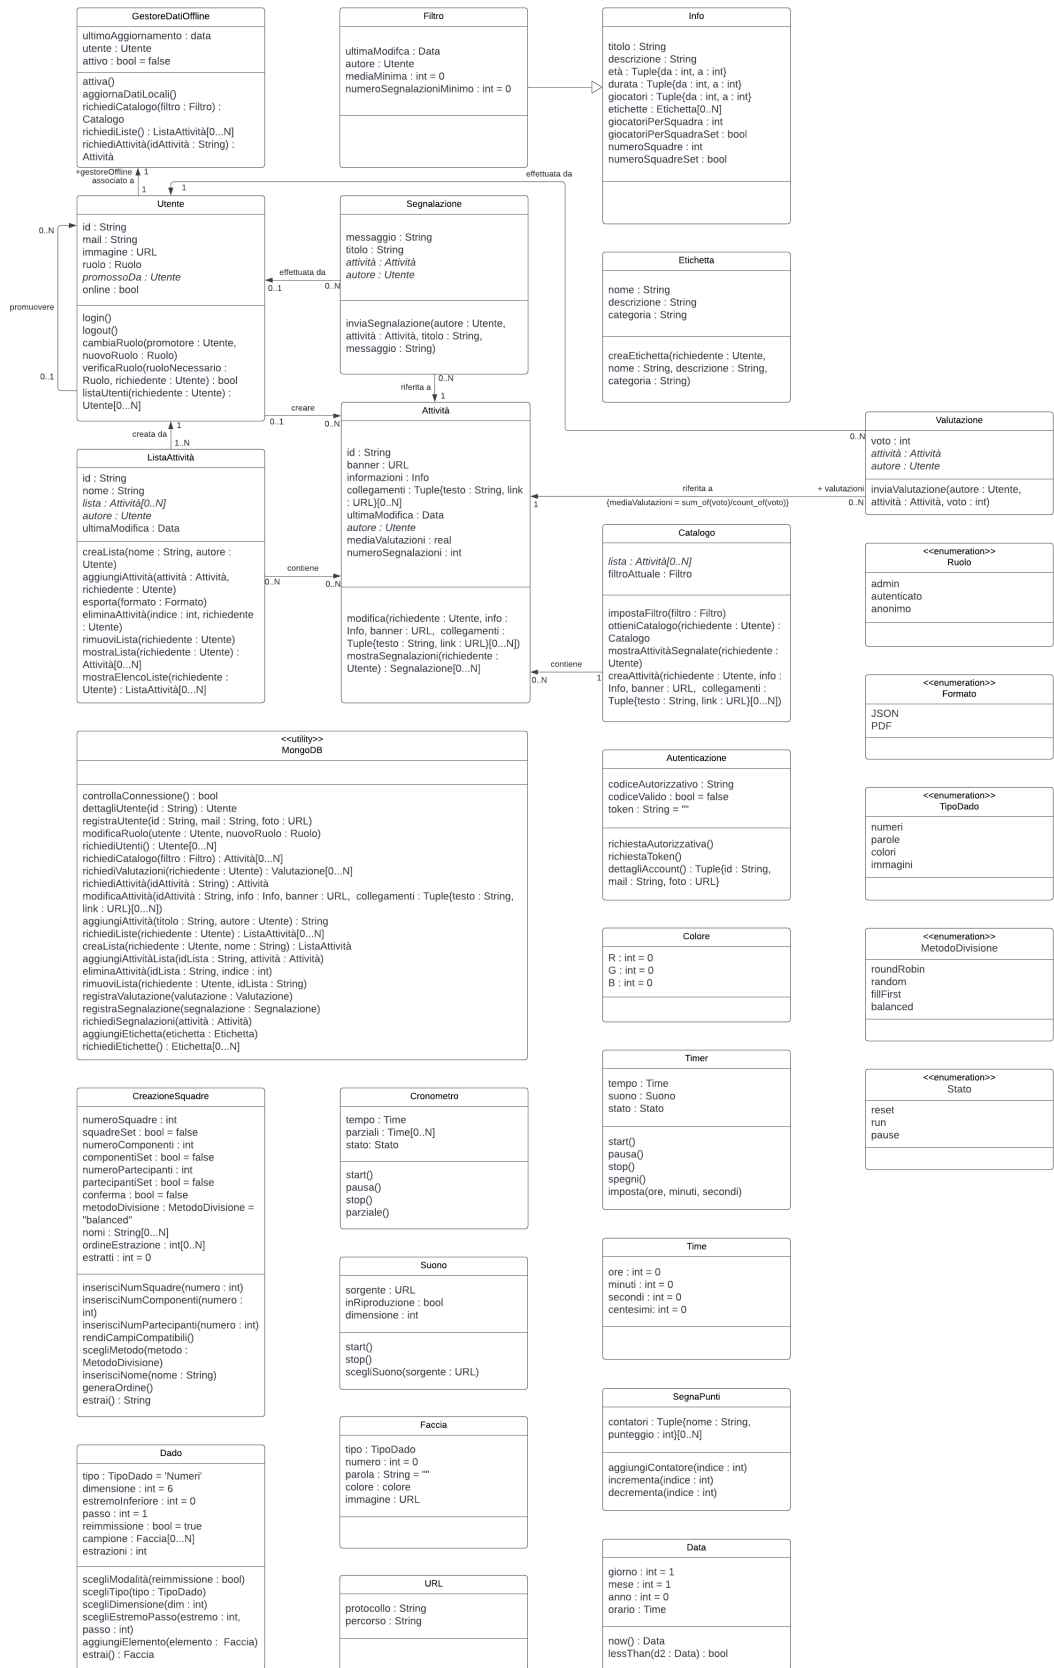 GestoreDatiOffline
ultimoAggiornamento : data
utente : Utente
attivo : bool = false
attiva()
aggiornaDatiLocali()
richiediCatalogo(filtro : Filtro) :
Catalogo
richiediListe() : ListaAttività[0...N]
richiediAttività(idAttività : String) :
Attività
Filtro
ultimaModifca : Data
autore : Utente
mediaMinima : int = 0
numeroSegnalazioniMinimo : int = 0
Info
titolo : String
descrizione : String
età : Tuple{da : int, a : int}
durata : Tuple{da : int, a : int}
giocatori : Tuple{da : int, a : int}
etichette : Etichetta[0..N]
giocatoriPerSquadra : int
giocatoriPerSquadraSet : bool
numeroSquadre : int
numeroSquadreSet : bool
+gestoreOffline
associato a
1
1
effettuata da
1
Utente
id : String
mail : String
immagine : URL
ruolo : Ruolo
promossoDa : Utente
online : bool
login()
logout()
cambiaRuolo(promotore : Utente,
nuovoRuolo : Ruolo)
verificaRuolo(ruoloNecessario :
Ruolo, richiedente : Utente) : bool
listaUtenti(richiedente : Utente) :
Utente[0...N]
0..N
promuovere
0..1
Segnalazione
messaggio : String
titolo : String
attività : Attività
autore : Utente
inviaSegnalazione(autore : Utente,
attività : Attività, titolo : String,
messaggio : String)
effettuata da
0..1
0..N
Etichetta
nome : String
descrizione : String
categoria : String
creaEtichetta(richiedente : Utente,
nome : String, descrizione : String,
categoria : String)
0..N
riferita a
1
creare
0..1
0..N
creata da
1
1..N
Attività
id : String
banner : URL
informazioni : Info
collegamenti : Tuple{testo : String, link
: URL}[0...N]
ultimaModifica : Data
autore : Utente
mediaValutazioni : real
numeroSegnalazioni : int
modifica(richiedente : Utente, info :
Info, banner : URL,  collegamenti :
Tuple{testo : String, link : URL}[0...N])
mostraSegnalazioni(richiedente :
Utente) : Segnalazione[0...N]
Valutazione
voto : int
attività : Attività
autore : Utente
inviaValutazione(autore : Utente,
attività : Attività, voto : int)
0..N
riferita a
+ valutazioni
1
{mediaValutazioni = sum_of(voto)/count_of(voto)}
0..N
ListaAttività
id : String
nome : String
lista : Attività[0..N]
autore : Utente
ultimaModifica : Data
creaLista(nome : String, autore :
Utente)
aggiungiAttività(attività : Attività,
richiedente : Utente)
esporta(formato : Formato)
eliminaAttività(indice : int, richiedente
: Utente)
rimuoviLista(richiedente : Utente)
mostraLista(richiedente : Utente) :
Attività[0...N]
mostraElencoListe(richiedente :
Utente) : ListaAttività[0...N]
contiene
0..N
0..N
Catalogo
lista : Attività[0..N]
filtroAttuale : Filtro
impostaFiltro(filtro : Filtro)
ottieniCatalogo(richiedente : Utente) :
Catalogo
mostraAttivitàSegnalate(richiedente :
Utente)
creaAttività(richiedente : Utente, info :
Info, banner : URL,  collegamenti :
Tuple{testo : String, link : URL}[0...N])
contiene
0..N
1
<<enumeration>>
Ruolo
admin
autenticato
anonimo
<<enumeration>>
Formato
JSON
PDF
<<utility>>
MongoDB
controllaConnessione() : bool
dettagliUtente(id : String) : Utente
registraUtente(id : String, mail : String, foto : URL)
modificaRuolo(utente : Utente, nuovoRuolo : Ruolo)
richiediUtenti() : Utente[0...N]
richiediCatalogo(filtro : Filtro) : Attività[0...N]
richiediValutazioni(richiedente : Utente) : Valutazione[0...N]
richiediAttività(idAttività : String) : Attività
modificaAttività(idAttività : String, info : Info, banner : URL,  collegamenti : Tuple{testo : String,
link : URL}[0...N])
aggiungiAttività(titolo : String, autore : Utente) : String
richiediListe(richiedente : Utente) : ListaAttività[0...N]
creaLista(richiedente : Utente, nome : String) : ListaAttività
aggiungiAttivitàLista(idLista : String, attività : Attività)
eliminaAttività(idLista : String, indice : int)
rimuoviLista(richiedente : Utente, idLista : String)
registraValutazione(valutazione : Valutazione)
registraSegnalazione(segnalazione : Segnalazione)
richiediSegnalazioni(attività : Attività)
aggiungiEtichetta(etichetta : Etichetta)
richiediEtichette() : Etichetta[0...N]
Autenticazione
codiceAutorizzativo : String
codiceValido : bool = false
token : String = ""
richiestaAutorizzativa()
richiestaToken()
dettagliAccount() : Tuple{id : String,
mail : String, foto : URL}
<<enumeration>>
TipoDado
numeri
parole
colori
immagini
Colore
R : int = 0
G : int = 0
B : int = 0
<<enumeration>>
MetodoDivisione
roundRobin
random
fillFirst
balanced
Timer
tempo : Time
suono : Suono
stato : Stato
start()
pausa()
stop()
spegni()
imposta(ore, minuti, secondi)
<<enumeration>>
Stato
reset
run
pause
CreazioneSquadre
numeroSquadre : int
squadreSet : bool = false
numeroComponenti : int
componentiSet : bool = false
numeroPartecipanti : int
partecipantiSet : bool = false
conferma : bool = false
metodoDivisione : MetodoDivisione =
"balanced"
nomi : String[0...N]
ordineEstrazione : int[0..N]
estratti : int = 0
inserisciNumSquadre(numero : int)
inserisciNumComponenti(numero :
int)
inserisciNumPartecipanti(numero : int)
rendiCampiCompatibili()
scegliMetodo(metodo :
MetodoDivisione)
inserisciNome(nome : String)
generaOrdine()
estrai() : String
Cronometro
tempo : Time
parziali : Time[0..N]
stato: Stato
start()
pausa()
stop()
parziale()
Time
ore : int = 0
minuti : int = 0
secondi : int = 0
centesimi: int = 0
Suono
sorgente : URL
inRiproduzione : bool
dimensione : int
start()
stop()
scegliSuono(sorgente : URL)
SegnaPunti
contatori : Tuple{nome : String,
punteggio : int}[0..N]
aggiungiContatore(indice : int)
incrementa(indice : int)
decrementa(indice : int)
Faccia
tipo : TipoDado
numero : int = 0
parola : String = ""
colore : colore
immagine : URL
Dado
tipo : TipoDado = 'Numeri'
dimensione : int = 6
estremoInferiore : int = 0
passo : int = 1
reimmissione : bool = true
campione : Faccia[0...N]
estrazioni : int
scegliModalità(reimmissione : bool)
scegliTipo(tipo : TipoDado)
scegliDimensione(dim : int)
scegliEstremoPasso(estremo : int,
passo : int)
aggiungiElemento(elemento :  Faccia)
estrai() : Faccia
URL
protocollo : String
percorso : String
Data
giorno : int = 1
mese : int = 1
anno : int = 0
orario : Time
now() : Data
lessThan(d2 : Data) : bool